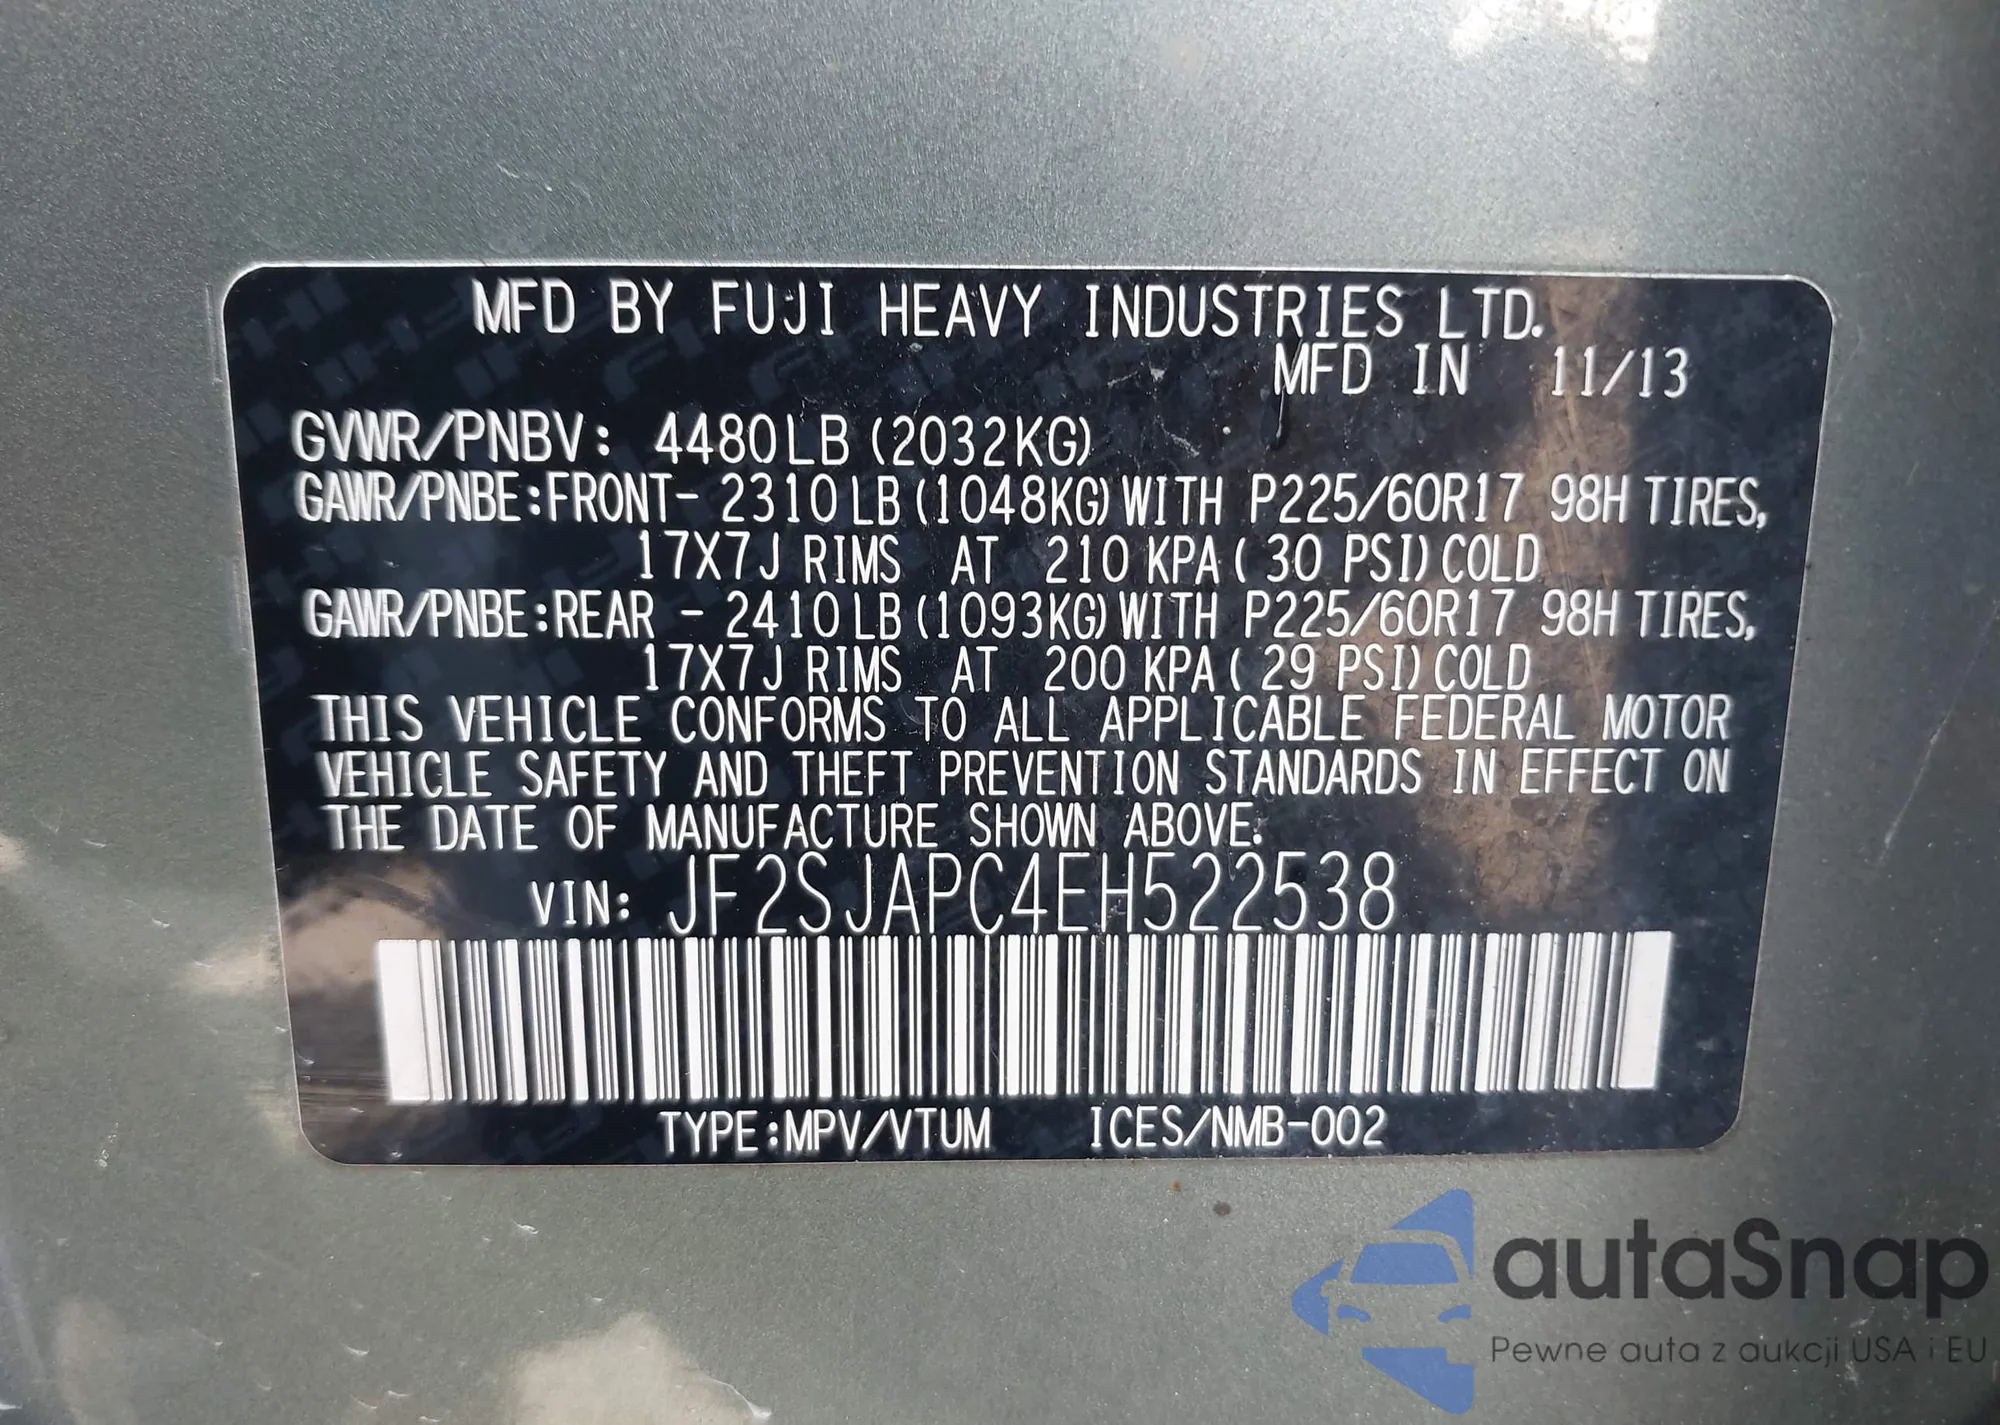 MFD BY FUJI HEAVY INDUSTRIES LTD.
MFD IN 11/13
GVWR/PNBV: 4480LB (2032KG)
GAWR/PNBE:FRONT- 2310LB (1048KG) WITH P225/60R17 98H TIRES,
17X7J RIMS AT 210 KPA ( 30 PSI) COLD
GAWR/PNBE:REAR - 2410LB (1093KG) WITH P225/60R17 98H TIRES,
17X7J RIMS AT 200 KPA ( 29 PSI) COLD
THIS VEHICLE CONFORMS TO ALL APPLICABLE FEDERAL MOTOR
VEHICLE SAFETY AND THEFT PREVENTION STANDARDS IN EFFECT ON
THE DATE OF MANUFACTURE SHOWN ABOVE.
VIN: JF2SJAPC4EH522538
TYPE:MPV/VTUM ICES/NMB-002
autaSnap
Pewne auta z aukcji USA i EU